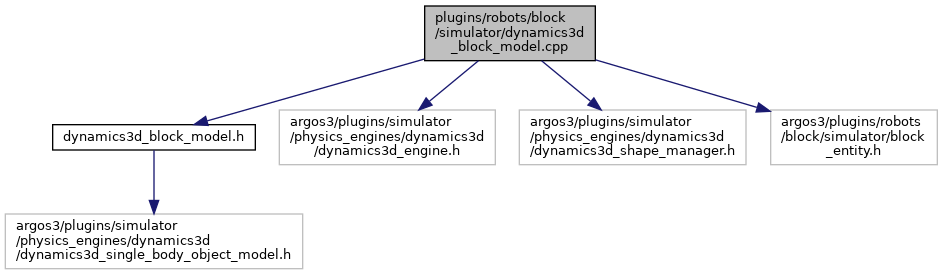 plugins/robots/block
/simulator/dynamics3d
_block_model.cpp
dynamics3d_block_model.h
argos3/plugins/simulator
/physics_engines/dynamics3d
/dynamics3d_engine.h
argos3/plugins/simulator
/physics_engines/dynamics3d
/dynamics3d_shape_manager.h
argos3/plugins/robots
/block/simulator/block
_entity.h
argos3/plugins/simulator
/physics_engines/dynamics3d
/dynamics3d_single_body_object_model.h